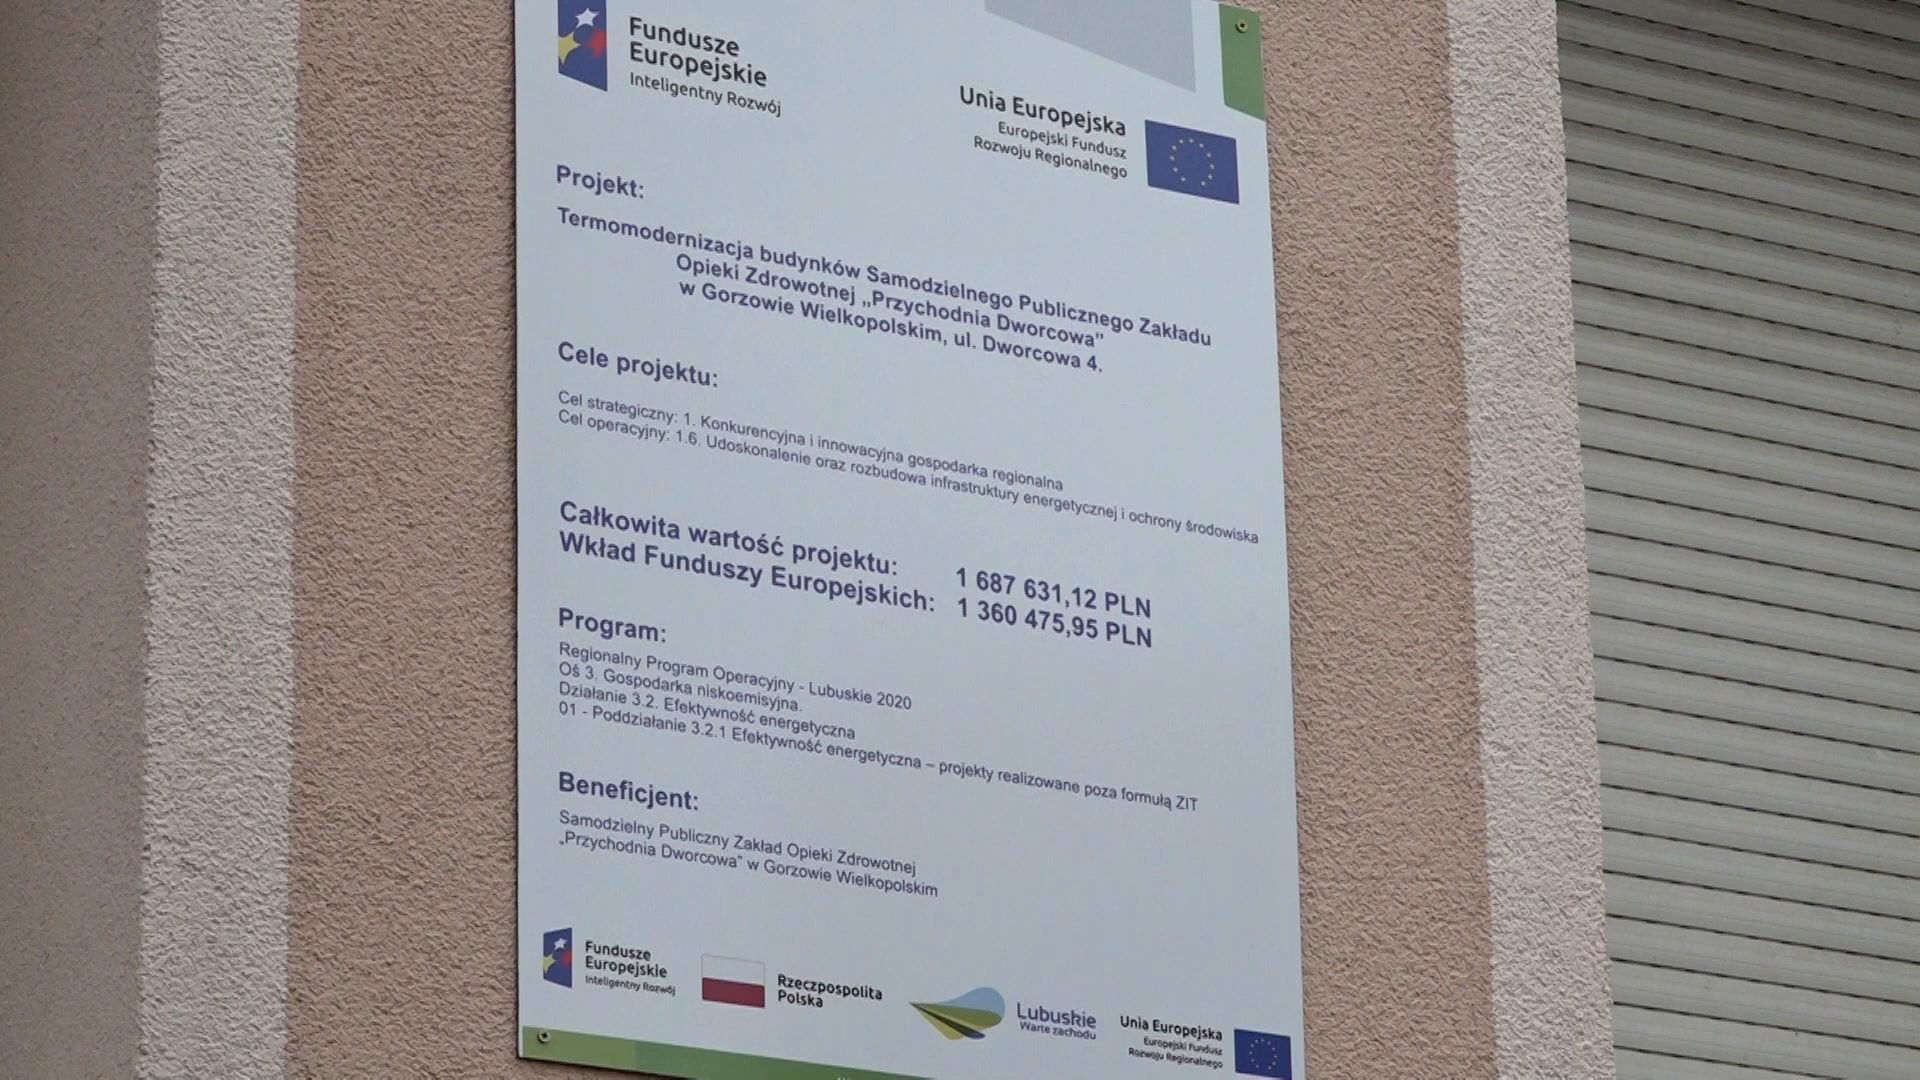 Fundusze
Europejskie
Inteligentny Rozwój
Unia Europejska
Europejski Fundusz
Rozwoju Regionalnego
Projekt:
Termomodernizacja budynków Samodzielnego Publicznego Zakładu
Opieki Zdrowotnej „Przychodnia Dworcowa”
w Gorzowie Wielkopolskim, ul. Dworcowa 4.
Cele projektu:
Cel strategiczny: 1. Konkurencyjna i innowacyjna gospodarka regionalna
Cel operacyjny: 1.6. Udoskonalenie oraz rozbudowa infrastruktury energetycznej i ochrony środowiska
Całkowita wartość projektu: 1 687 631,12 PLN
Wkład Funduszy Europejskich: 1 360 475,95 PLN
Program:
Regionalny Program Operacyjny - Lubuskie 2020
Oś 3. Gospodarka niskoemisyjna.
Działanie 3.2. Efektywność energetyczna
01 - Poddziałanie 3.2.1 Efektywność energetyczna – projekty realizowane poza formułą ZIT
Beneficjent:
Samodzielny Publiczny Zakład Opieki Zdrowotnej
„Przychodnia Dworcowa” w Gorzowie Wielkopolskim
Fundusze
Europejskie
Inteligentny Rozwój
Rzeczpospolita
Polska
Lubuskie
Warte zachodu
Unia Europejska
Europejski Fundusz
Rozwoju Regionalnego